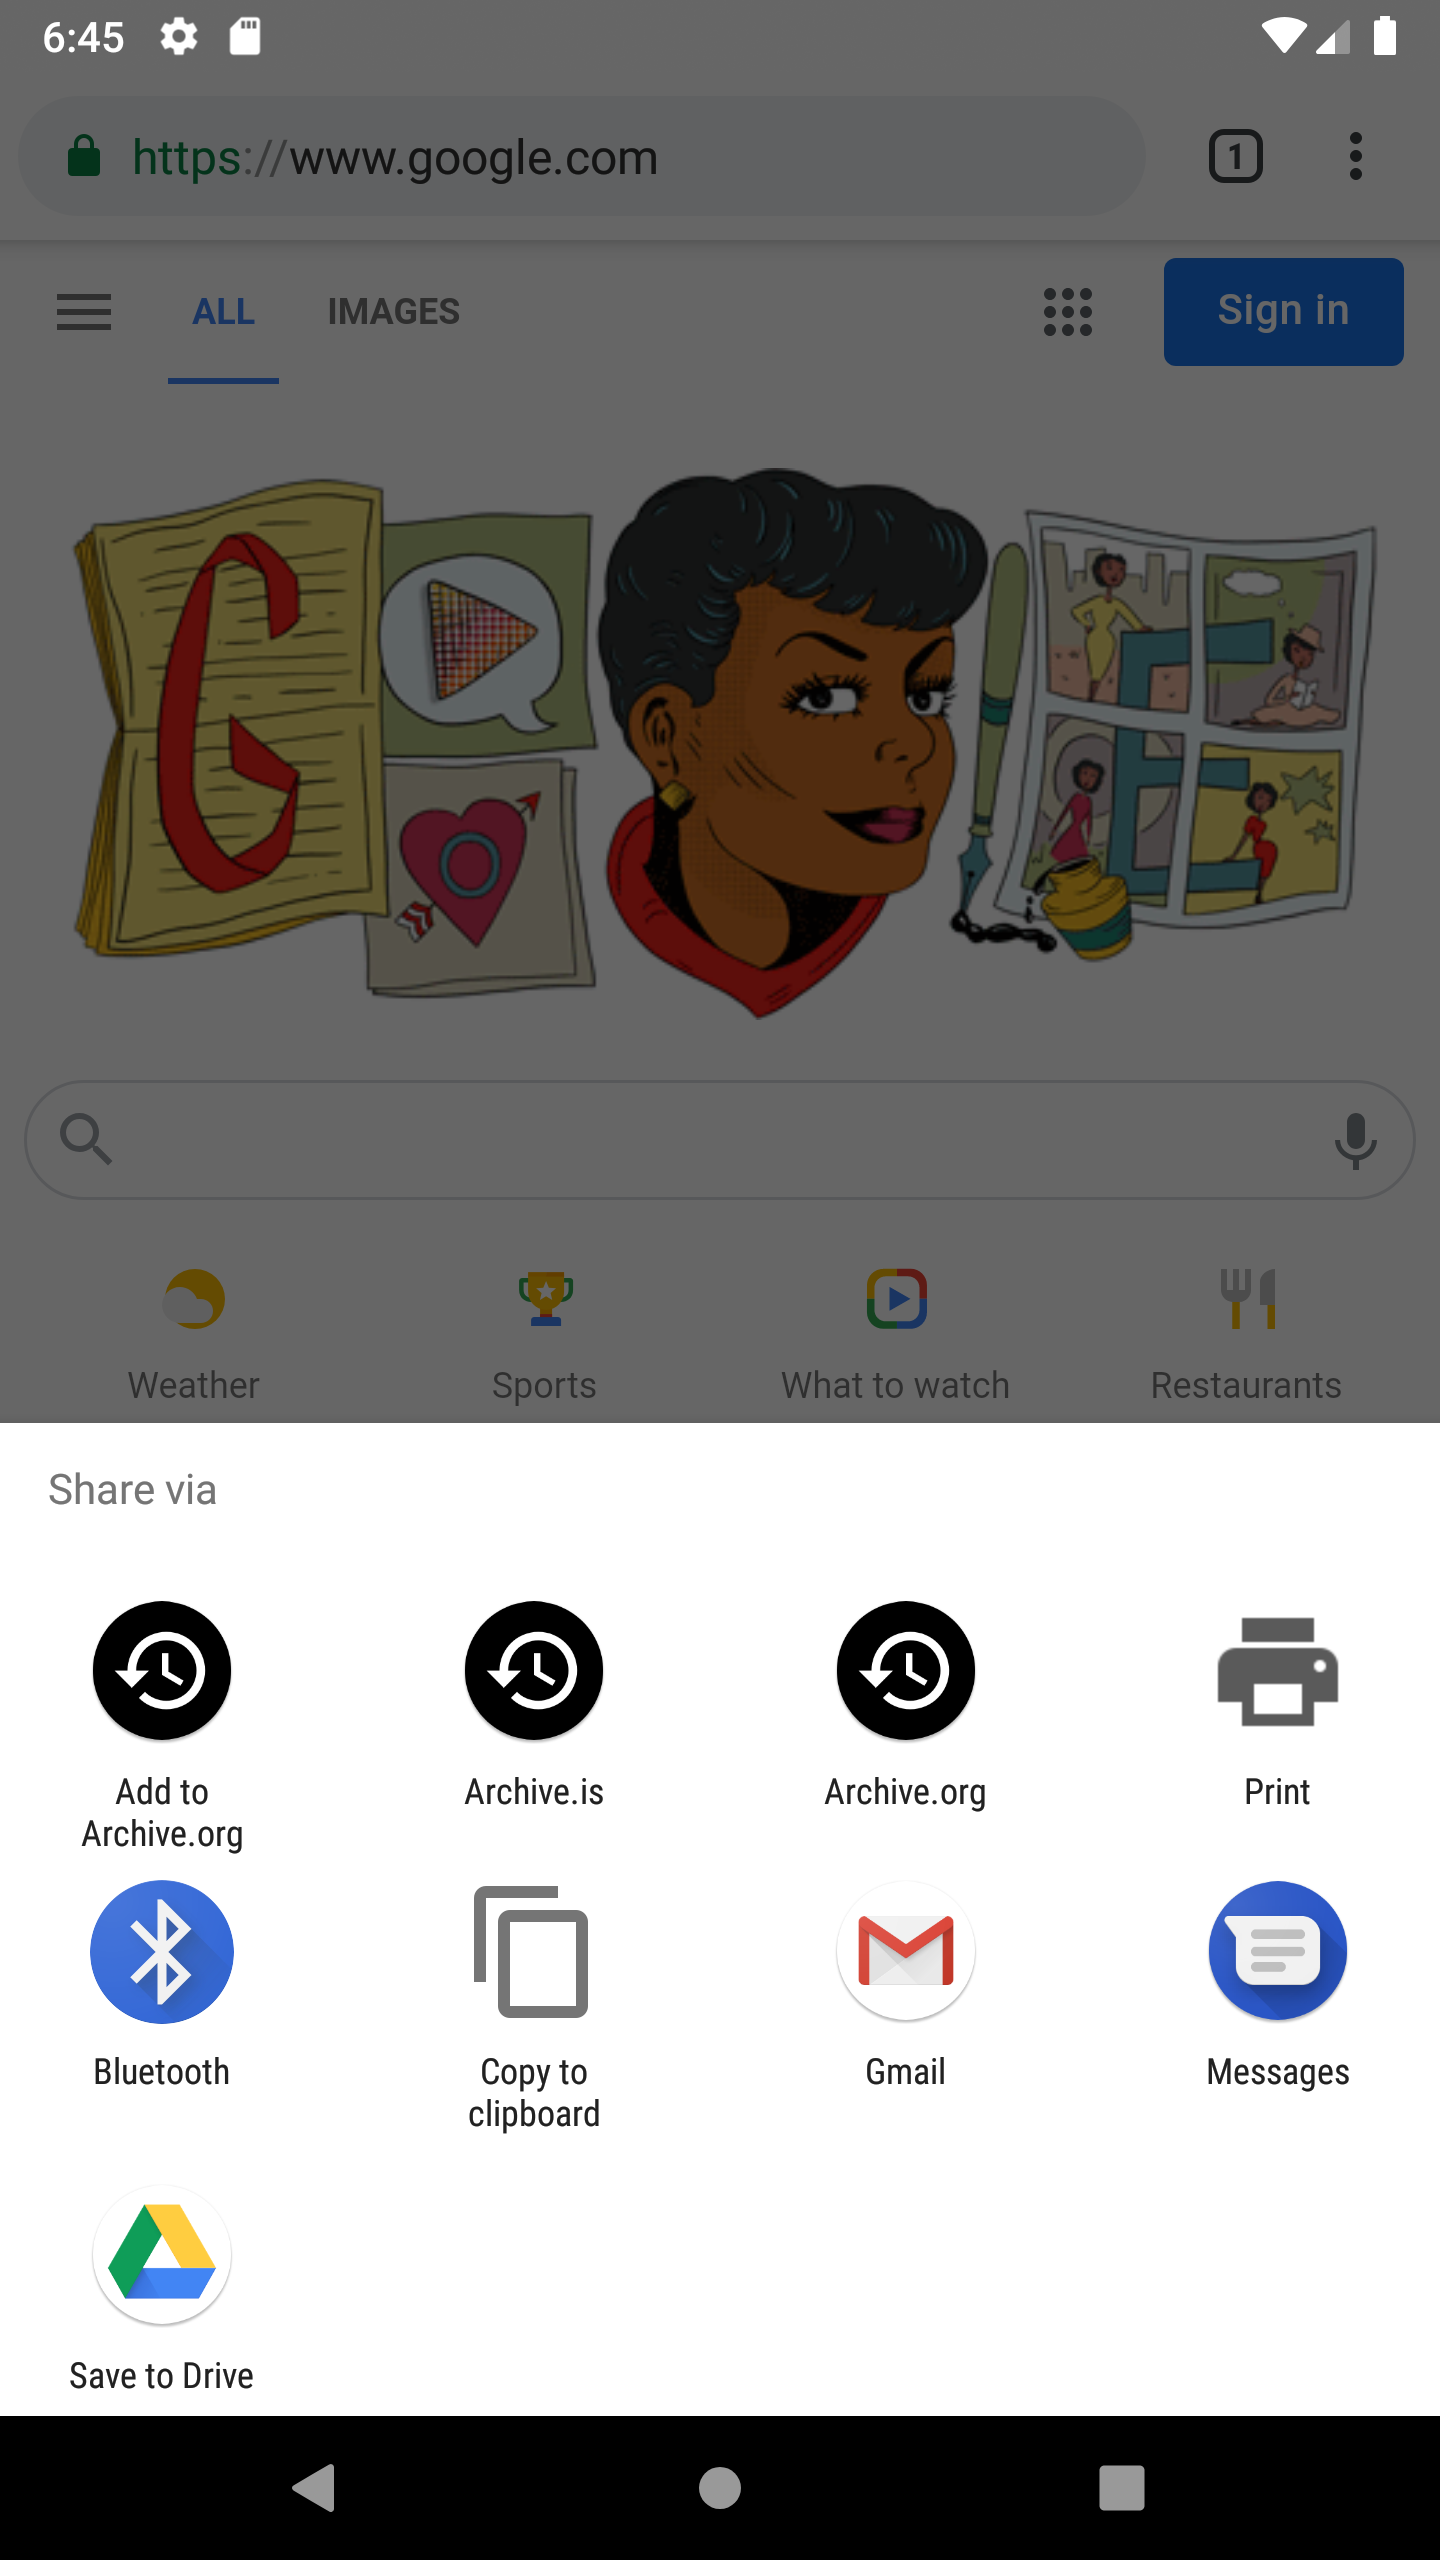 6:45
https://www.google.com
1
ALL IMAGES
Sign in
Weather Sports What to watch Restaurants
Share via
Add to Archive.org
Archive.is
Archive.org
Print
Bluetooth
Copy to clipboard
Gmail
Messages
Save to Drive